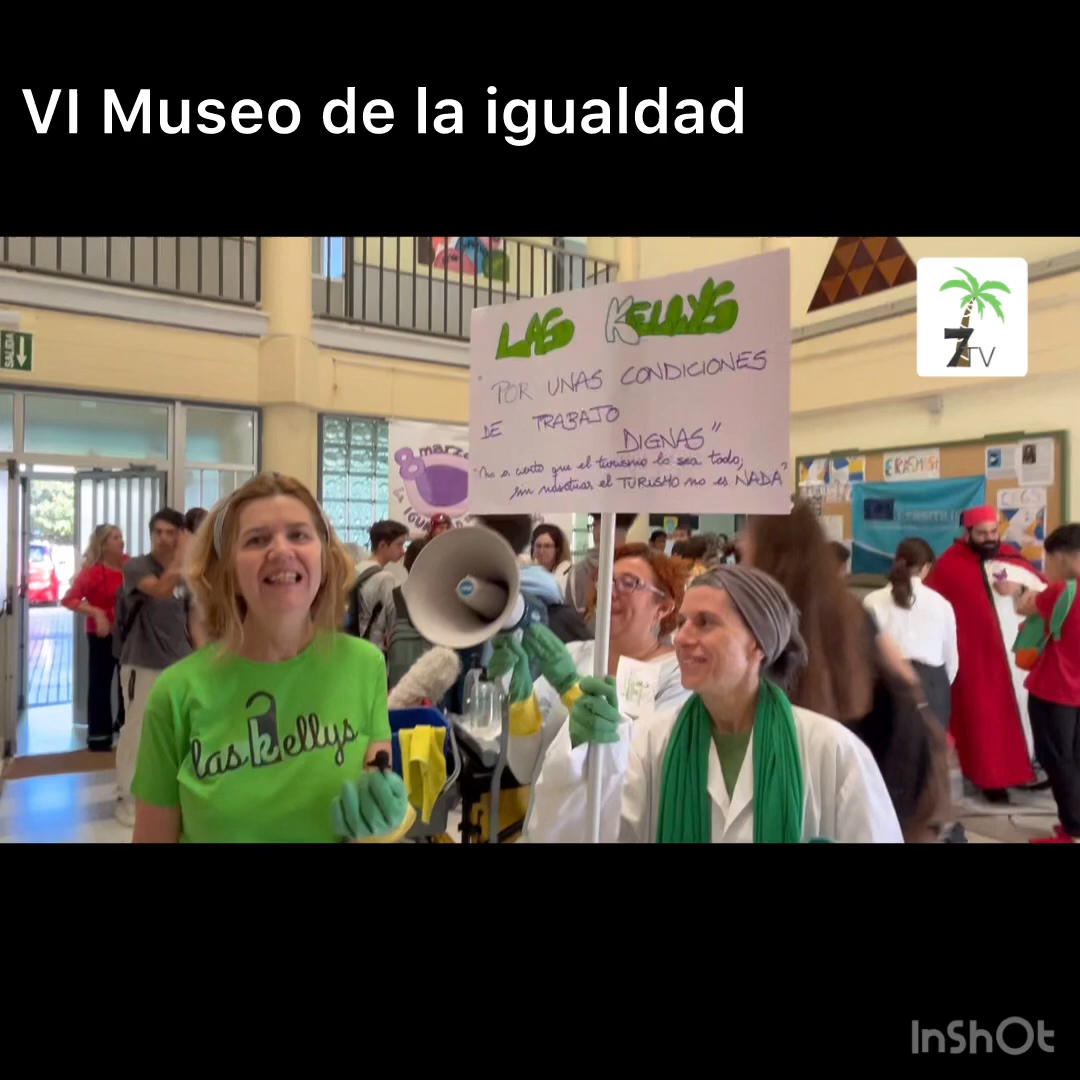 VI Museo de la igualdad
LAS KELLYS
"POR UNAS CONDICIONES
DE TRABAJO
DIGNAS"
"No es cierto que el turismo lo sea todo,
sin nosotras el TURISMO no es NADA"
7TV
SALIDA
8 marzo
ERASMUS
las kellys
InShOt